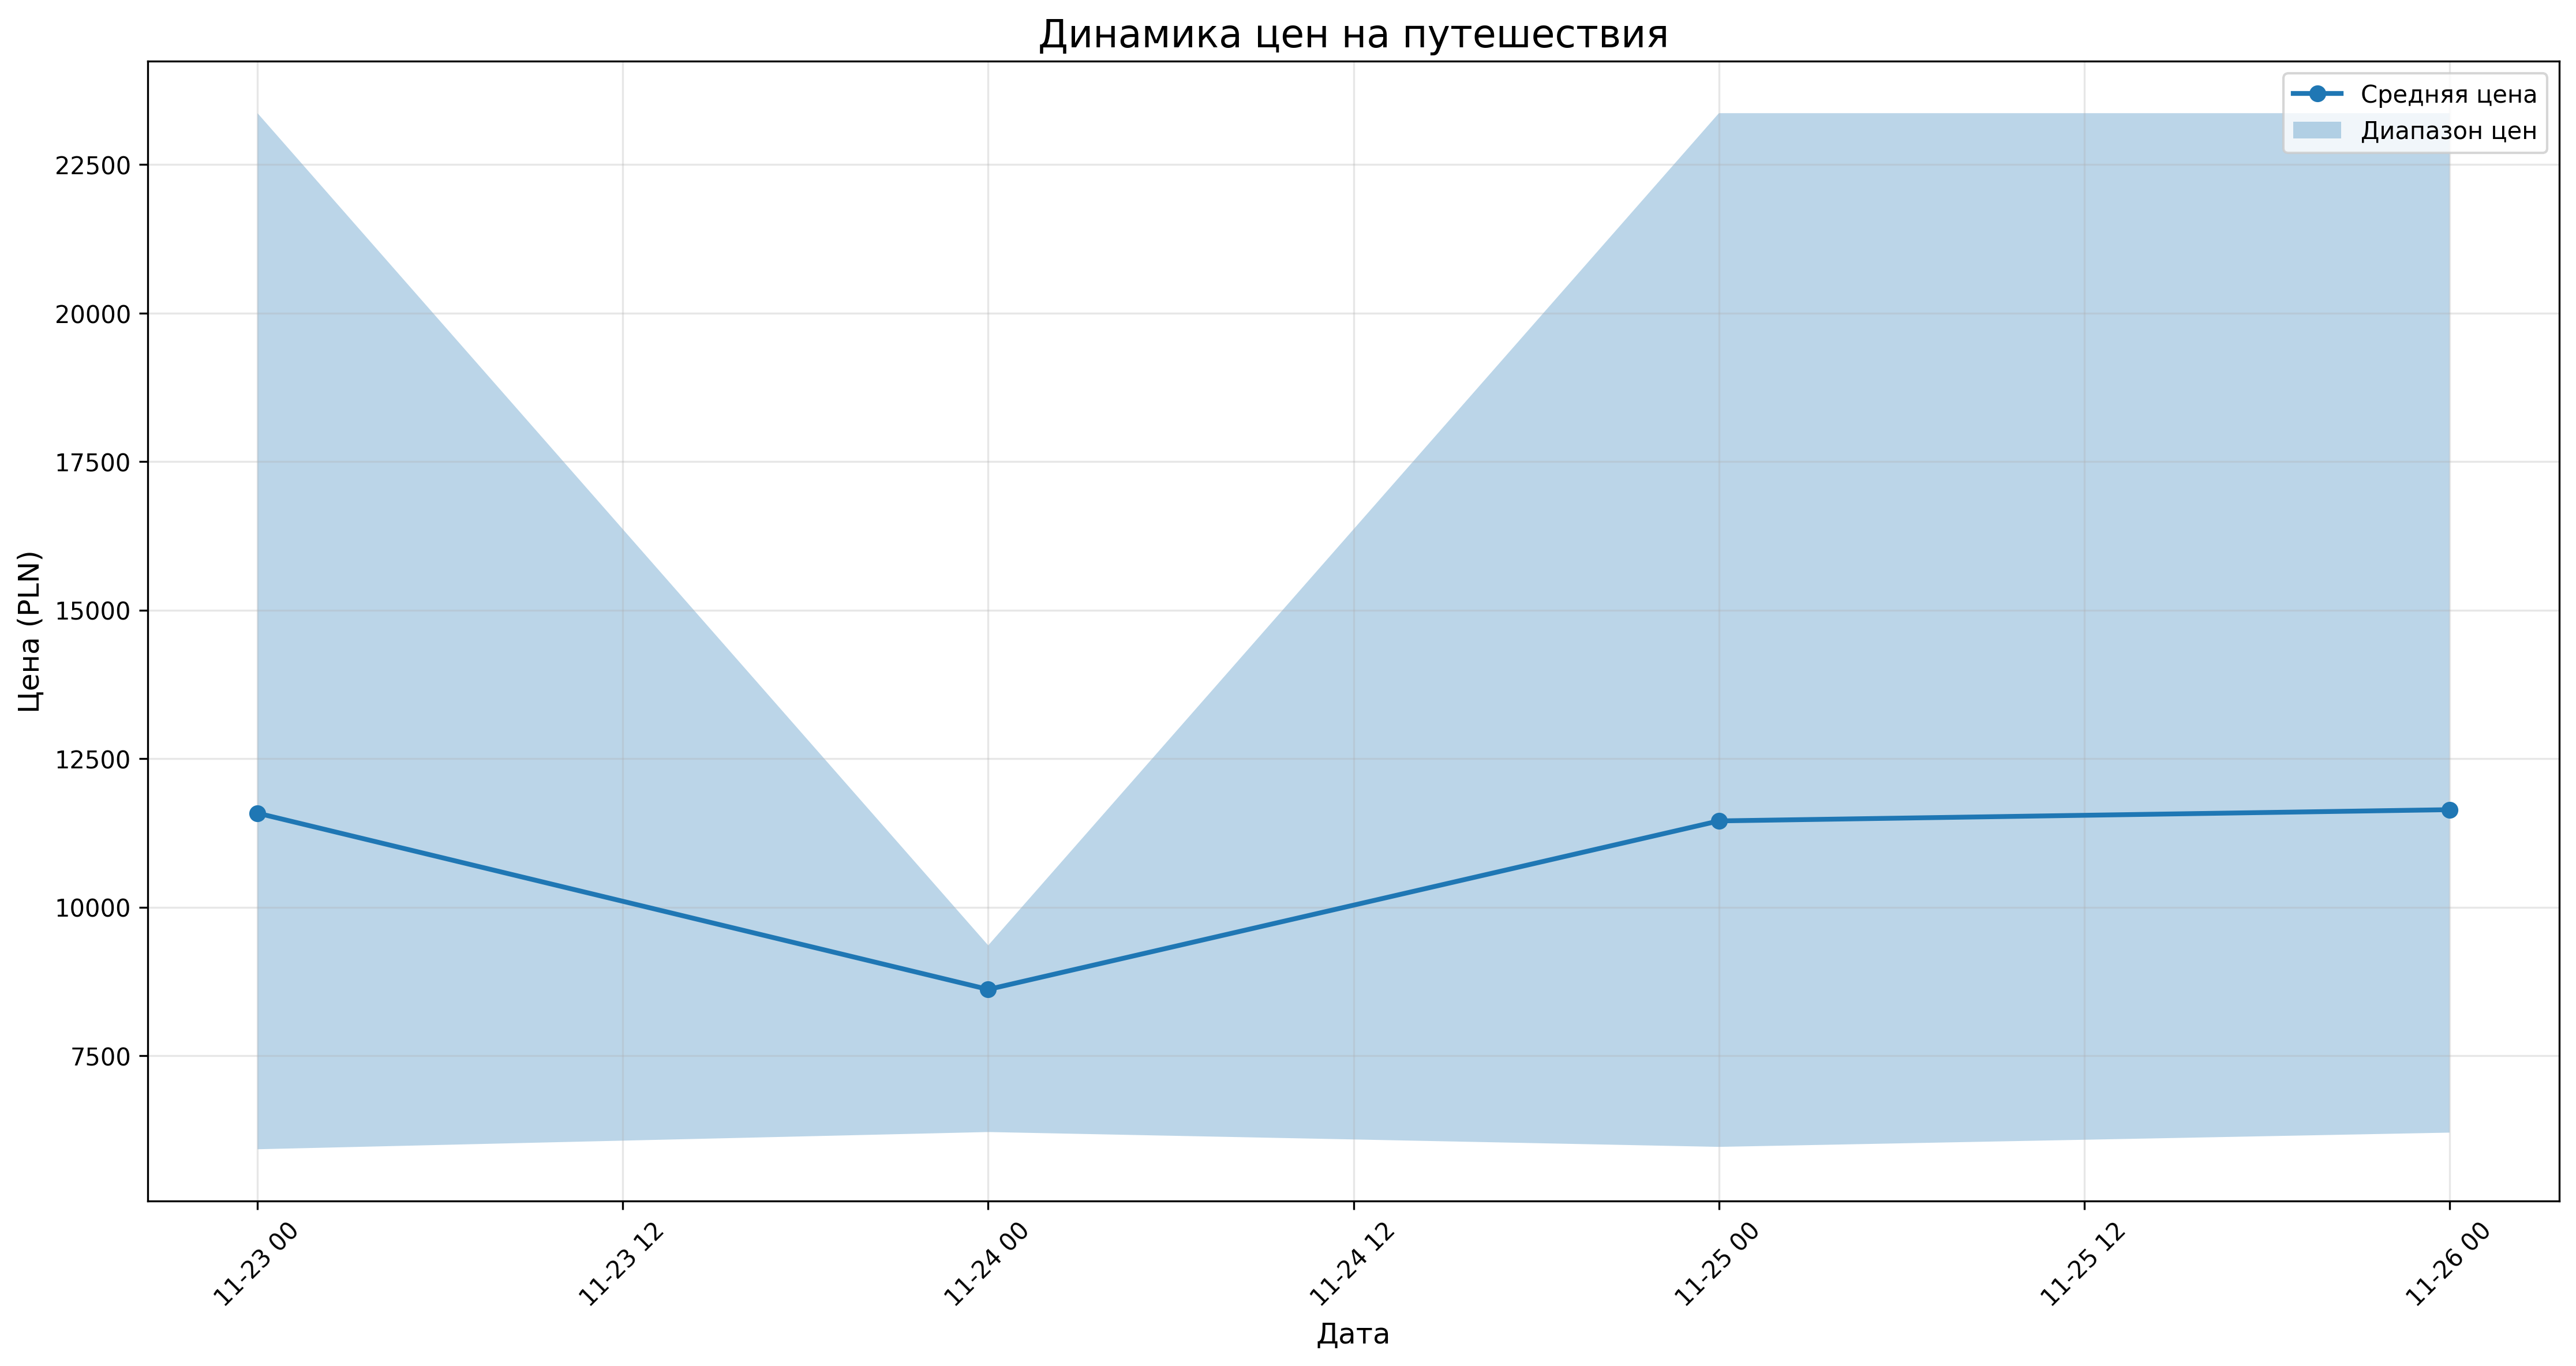 Динамика цен на путешествия
Средняя цена
Диапазон цен
Цена (PLN)
22500
20000
17500
15000
12500
10000
7500
11-23 00
11-23 12
11-24 00
11-24 12
11-25 00
11-25 12
11-26 00
Дата